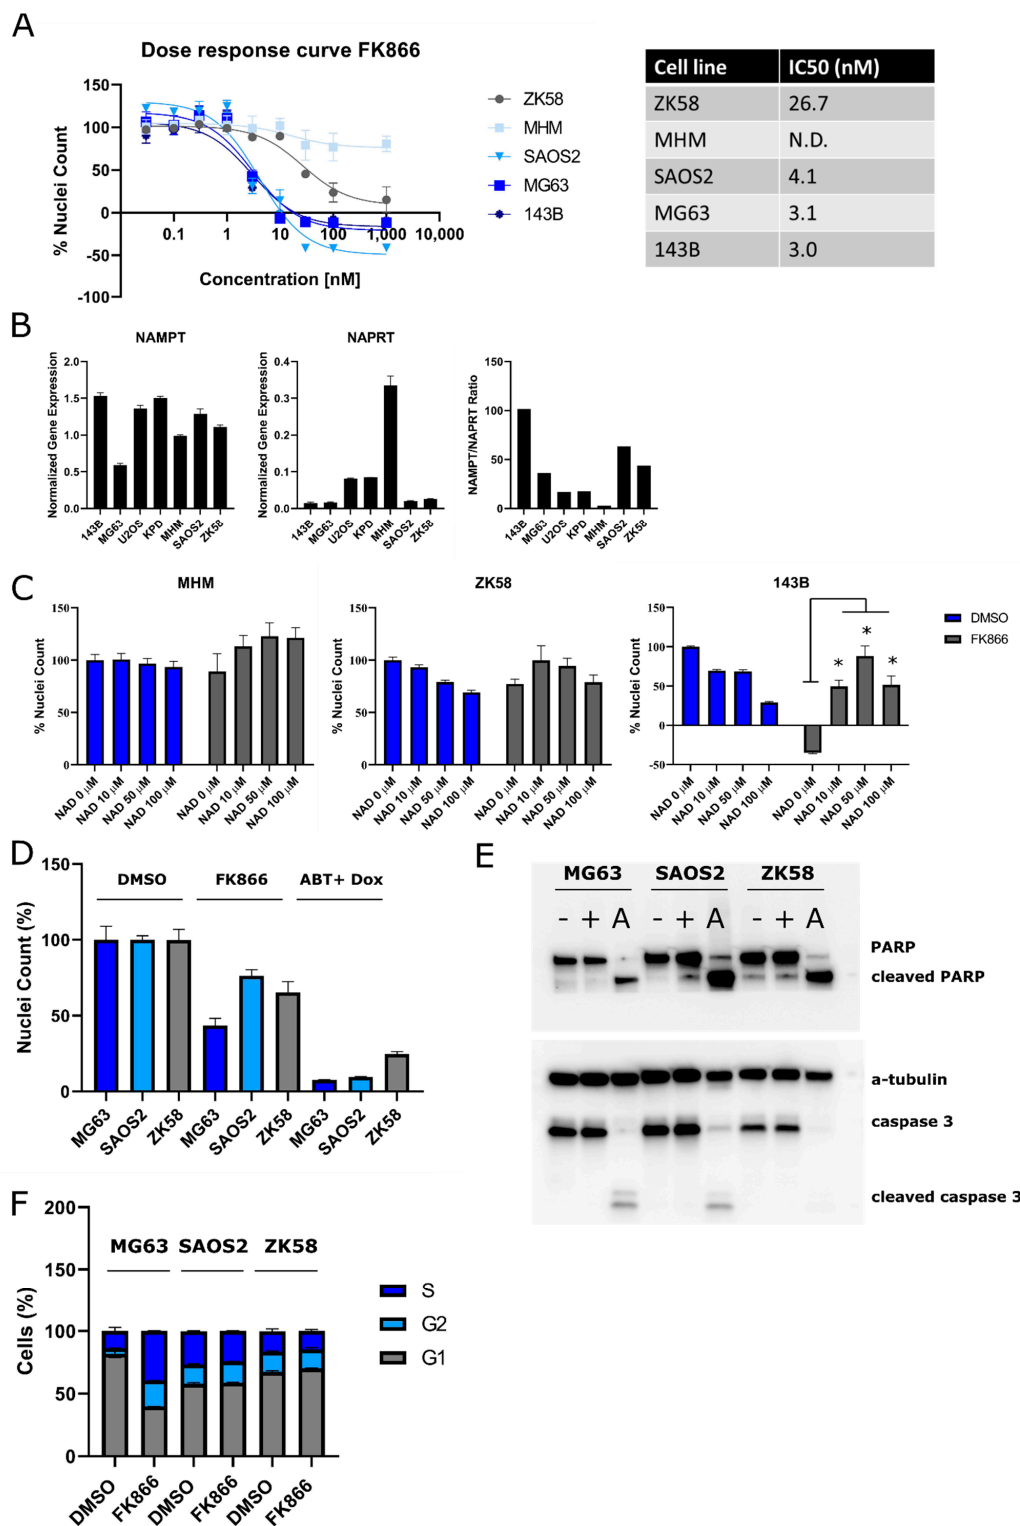 A
Dose response curve FK866
150
100
50
0
-50
-100
% Nuclei Count
0.1 1 10 100 1,000 10,000
Concentration [nM]
ZK58
MHM
SAOS2
MG63
143B
Cell line IC50 (nM)
ZK58 26.7
MHM N.D.
SAOS2 4.1
MG63 3.1
143B 3.0
B
NAMPT
Normalized Gene Expression
2.0
1.5
1.0
0.5
0.0
143B MG63 U2OS KPD MHM SAOS2 ZK58
NAPRT
Normalized Gene Expression
0.4
0.3
0.2
0.1
0.0
143B MG63 U2OS KPD MHM SAOS2 ZK58
NAMPT/NAPRT Ratio
150
100
50
0
143B MG63 U2OS KPD MHM SAOS2 ZK58
C
MHM
% Nuclei Count
150
100
50
0
NAD 0 µM NAD 10 µM NAD 50 µM NAD 100 µM NAD 0 µM NAD 10 µM NAD 50 µM NAD 100 µM
ZK58
% Nuclei Count
150
100
50
0
NAD 0 µM NAD 10 µM NAD 50 µM NAD 100 µM NAD 0 µM NAD 10 µM NAD 50 µM NAD 100 µM
143B
% Nuclei Count
150
100
50
0
-50
* * *
NAD 0 µM NAD 10 µM NAD 50 µM NAD 100 µM NAD 0 µM NAD 10 µM NAD 50 µM NAD 100 µM
DMSO
FK866
D
Nuclei Count (%)
150
100
50
0
DMSO FK866 ABT+ Dox
MG63 SAOS2 ZK58 MG63 SAOS2 ZK58 MG63 SAOS2 ZK58
E
MG63 SAOS2 ZK58
- + A - + A - + A
PARP
cleaved PARP
a-tubulin
caspase 3
cleaved caspase 3
F
Cells (%)
200
150
100
50
0
MG63 SAOS2 ZK58
DMSO FK866 DMSO FK866 DMSO FK866
S
G2
G1